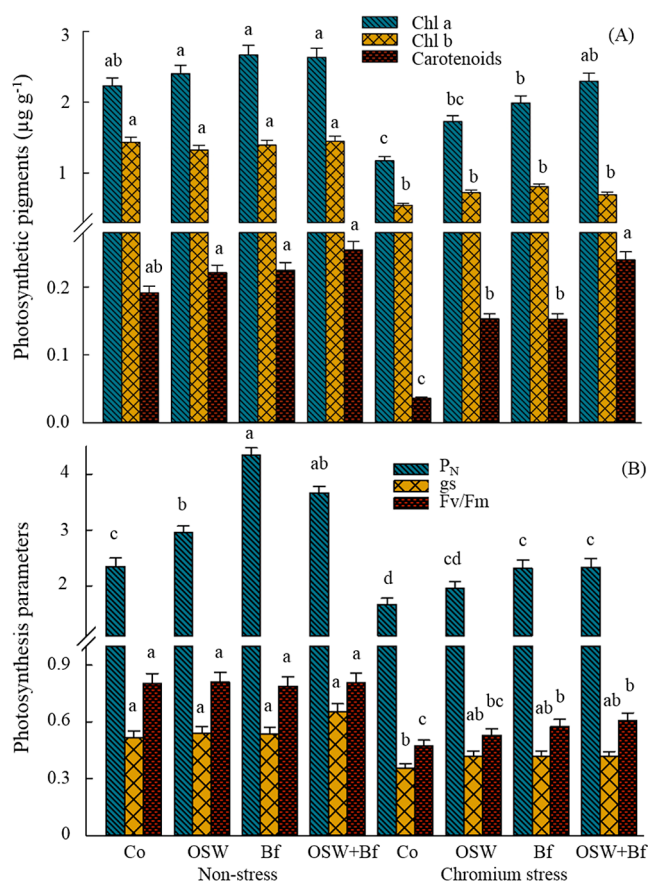 Chl a
Chl b
Carotenoids
(A)
Photosynthetic pigments (µg g-1)
3
2
1
0.2
0.1
0.0
ab a a a a a a a
ab a a a
c b bc b b b ab b
c b b a
(B)
PN
gs
Fv/Fm
Photosynthesis parameters
4
3
2
0.9
0.6
0.3
0
c b a ab d cd c c
a a a a a a a a
b c ab bc ab b ab b
Co OSW Bf OSW+Bf Co OSW Bf OSW+Bf
Non-stress Chromium stress